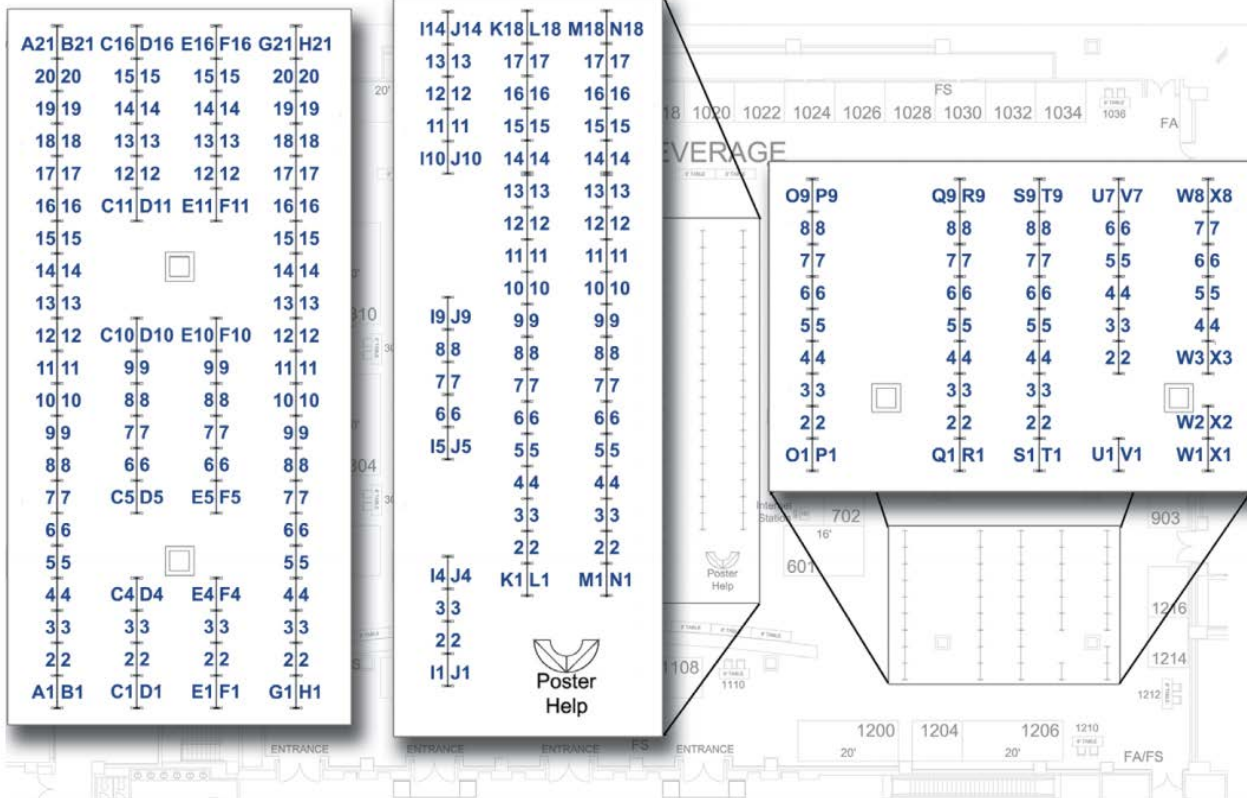 A21 B21 C16 D16 E16 F16 G21 H21
20 20 15 15 15 15 20 20
19 19 14 14 14 14 19 19
18 18 13 13 13 13 18 18
17 17 12 12 12 12 17 17
16 16 C11 D11 E11 F11 16 16
15 15 15 15
14 14 14 14
13 13 13 13
12 12 C10 D10 E10 F10 12 12
11 11 9 9 9 9 11 11
10 10 8 8 8 8 10 10
9 9 7 7 7 7 9 9
8 8 6 6 6 6 8 8
7 7 C5 D5 E5 F5 7 7
6 6 6 6
5 5 5 5
4 4 C4 D4 E4 F4 4 4
3 3 3 3 3 3 3 3
2 2 2 2 2 2 2 2
A1 B1 C1 D1 E1 F1 G1 H1
I14 J14 K18 L18 M18 N18
13 13 17 17 17 17
12 12 16 16 16 16
11 11 15 15 15 15
I10 J10 14 14 14 14
13 13 13 13
12 12 12 12
11 11 11 11
10 10 10 10
I9 J9 9 9 9 9
8 8 8 8 8 8
7 7 7 7 7 7
6 6 6 6 6 6
I5 J5 5 5 5 5
4 4 4 4
3 3 3 3
2 2 2 2
I4 J4 K1 L1 M1 N1
3 3
2 2
I1 J1
Poster
Help
O9 P9 Q9 R9 S9 T9 U7 V7 W8 X8
8 8 8 8 8 8 6 6 7 7
7 7 7 7 7 7 5 5 6 6
6 6 6 6 6 6 4 4 5 5
5 5 5 5 5 5 3 3 4 4
4 4 4 4 4 4 2 2 W3 X3
3 3 3 3 3 3
2 2 2 2 2 2 W2 X2
O1 P1 Q1 R1 S1 T1 U1 V1 W1 X1
FS
18 1020 1022 1024 1026 1028 1030 1032 1034 1036
FA
EVERAGE
20'
310
304
Internet
Station
702
16'
601
903
Poster
Help
1216
1214
1212
1108
1110
1200 1204 1206 1210
20' 20'
FA/FS
FS
ENTRANCE ENTRANCE ENTRANCE ENTRANCE